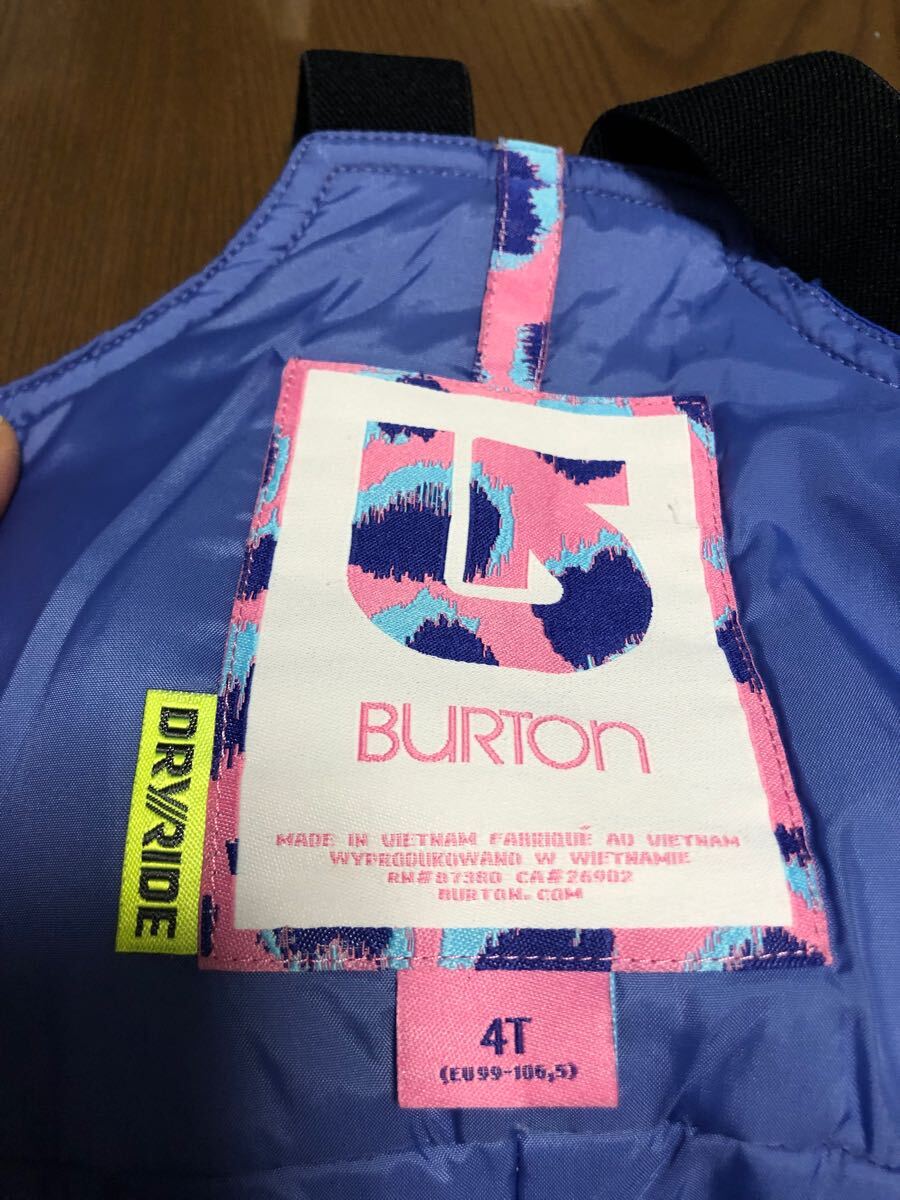 BURTON
MADE IN VIETNAM FABRIQUÉ AU VIETNAM
WYPRODUKOWANO W WIETNAMIE
RN#87380 CA#26902
BURTON.COM
DRY//RIDE
4T
(EU99-106,5)